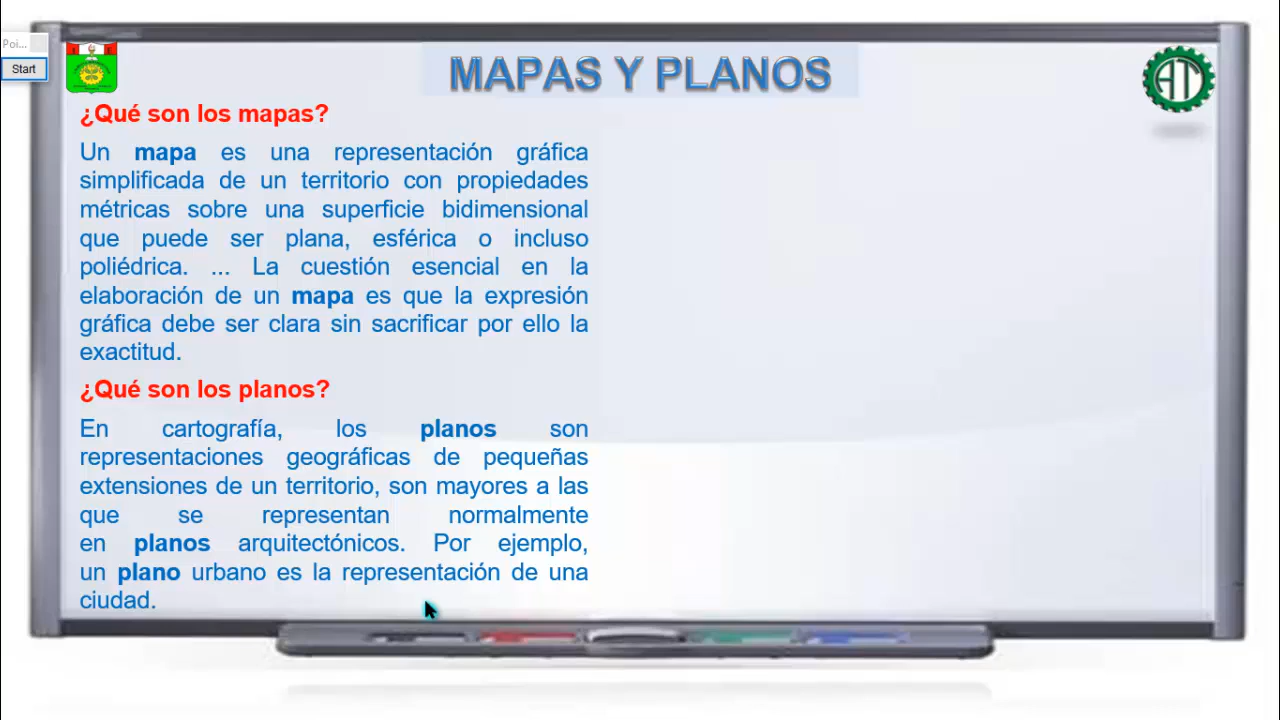 Poi...
Start
MAPAS Y PLANOS
AT
¿Qué son los mapas?
Un mapa es una representación gráfica
simplificada de un territorio con propiedades
métricas sobre una superficie bidimensional
que puede ser plana, esférica o incluso
poliédrica. ... La cuestión esencial en la
elaboración de un mapa es que la expresión
gráfica debe ser clara sin sacrificar por ello la
exactitud.
¿Qué son los planos?
En cartografía, los planos son
representaciones geográficas de pequeñas
extensiones de un territorio, son mayores a las
que se representan normalmente
en planos arquitectónicos. Por ejemplo,
un plano urbano es la representación de una
ciudad.